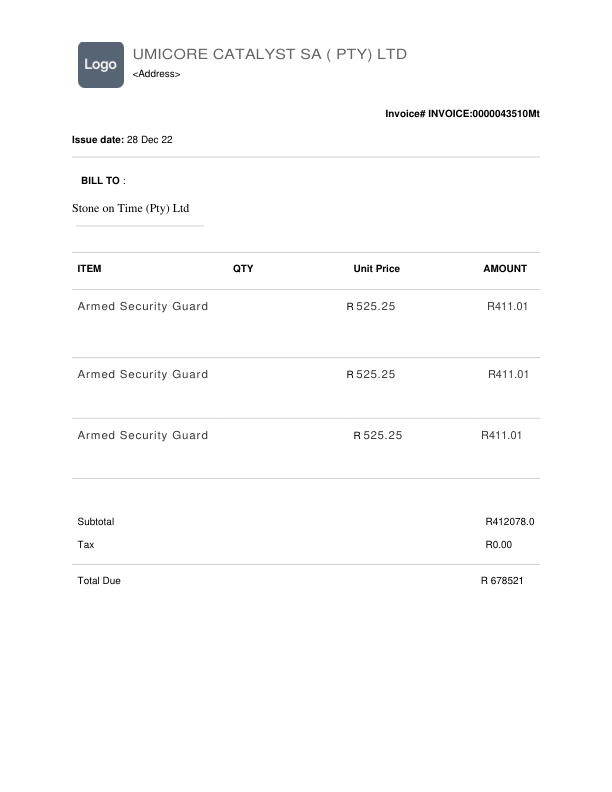 Logo
UMICORE CATALYST SA ( PTY) LTD
<Address>
Invoice# INVOICE:0000043510Mt
Issue date: 28 Dec 22
BILL TO :
Stone on Time (Pty) Ltd
ITEM QTY Unit Price AMOUNT
Armed Security Guard R 525.25 R411.01
Armed Security Guard R 525.25 R411.01
Armed Security Guard R 525.25 R411.01
Subtotal R412078.0
Tax R0.00
Total Due R 678521